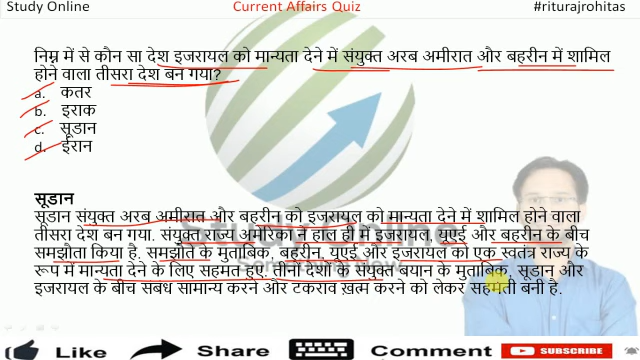 Study Online Current Affairs Quiz #riturajrohitas
निम्न में से कौन सा देश इजरायल को मान्यता देने में संयुक्त अरब अमीरात और बहरीन में शामिल
होने वाला तीसरा देश बन गया?
a. कतर
b. इराक
c. सूडान
d. ईरान
सूडान
सूडान संयुक्त अरब अमीरात और बहरीन को इजरायल को मान्यता देने में शामिल होने वाला
तीसरा देश बन गया. संयुक्त राज्य अमेरिका ने हाल ही में इजरायल, यूएई और बहरीन के बीच
समझौता किया है. समझौते के मुताबिक, बहरीन, यूएई और इजरायल को एक स्वतंत्र राज्य के
रूप में मान्यता देने के लिए सहमत हुए. तीनों देशों के संयुक्त बयान के मुताबिक, सूडान और
इजरायल के बीच संबंध सामान्य करने और टकराव ख़त्म करने को लेकर सहमती बनी है.
Like Share Comment SUBSCRIBE